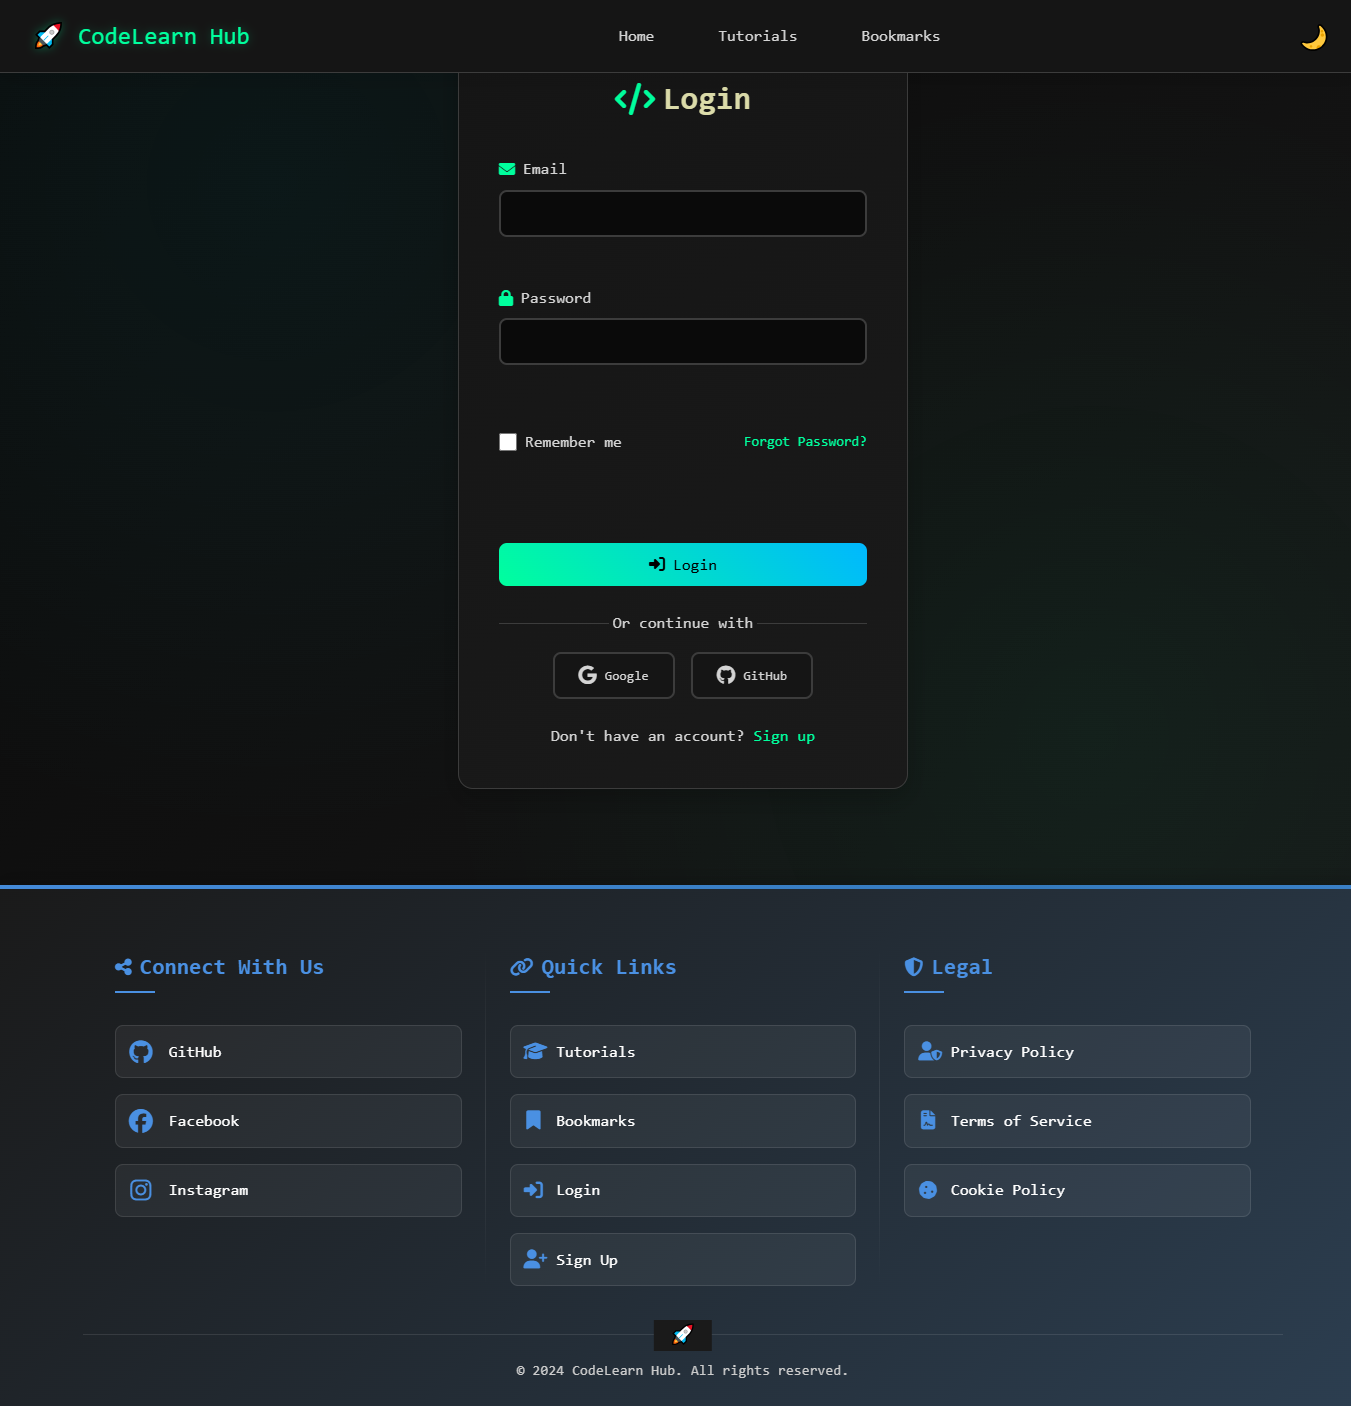 CodeLearn Hub
Home Tutorials Bookmarks
Login
Email
Password
Remember me Forgot Password?
Login
Or continue with
Google GitHub
Don't have an account? Sign up
Connect With Us
GitHub
Facebook
Instagram
Quick Links
Tutorials
Bookmarks
Login
Sign Up
Legal
Privacy Policy
Terms of Service
Cookie Policy
© 2024 CodeLearn Hub. All rights reserved.